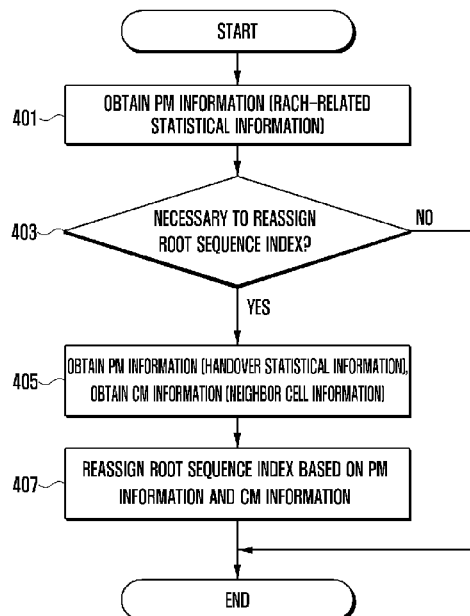 START
401
OBTAIN PM INFORMATION (RACH-RELATED
STATISTICAL INFORMATION)
403
NECESSARY TO REASSIGN
ROOT SEQUENCE INDEX?
NO
YES
405
OBTAIN PM INFORMATION (HANDOVER STATISTICAL INFORMATION),
OBTAIN CM INFORMATION (NEIGHBOR CELL INFORMATION)
407
REASSIGN ROOT SEQUENCE INDEX BASED ON PM
INFORMATION AND CM INFORMATION
END